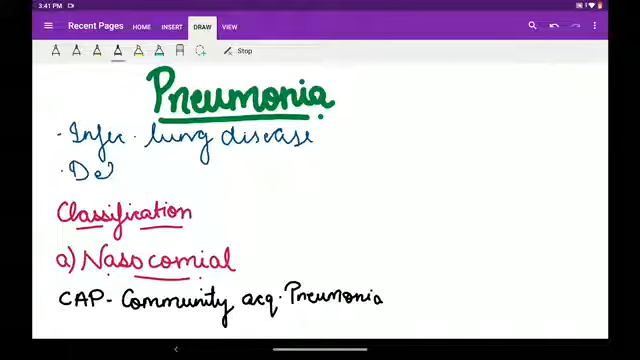 3:41 PM
Recent Pages HOME INSERT DRAW VIEW
Stop
Pneumonia
· Infec. lung disease
· De
Classification
a) Nasocomial
CAP- Community acq. Pneumonia